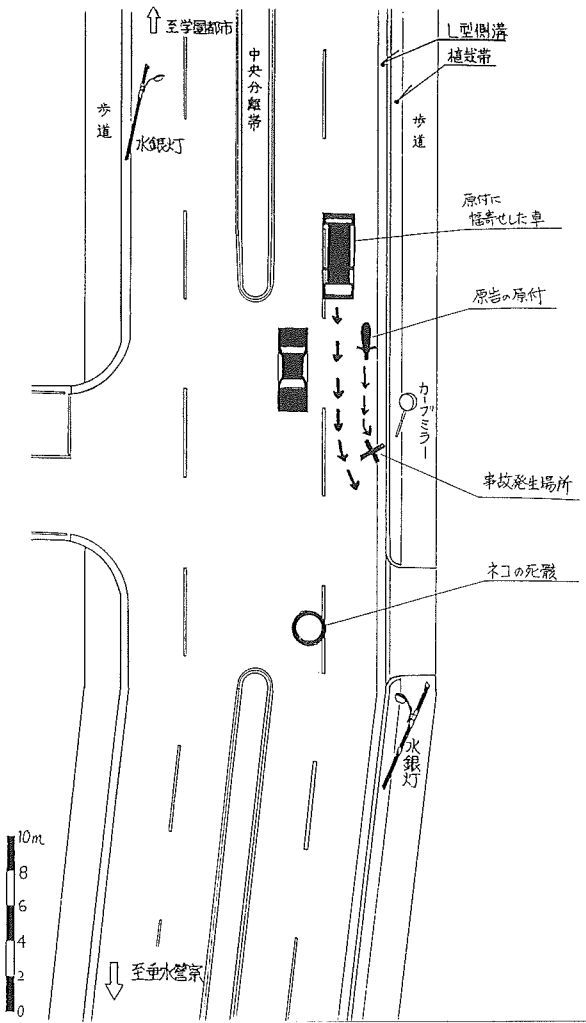 至学園都市
L型側溝
植栽帯
中央分離帯
歩道
歩道
水銀灯
原付に
幅寄せした車
原告の原付
カーブミラー
事故発生場所
ネコの死骸
水銀灯
10m
8
6
4
2
0
至垂水警察